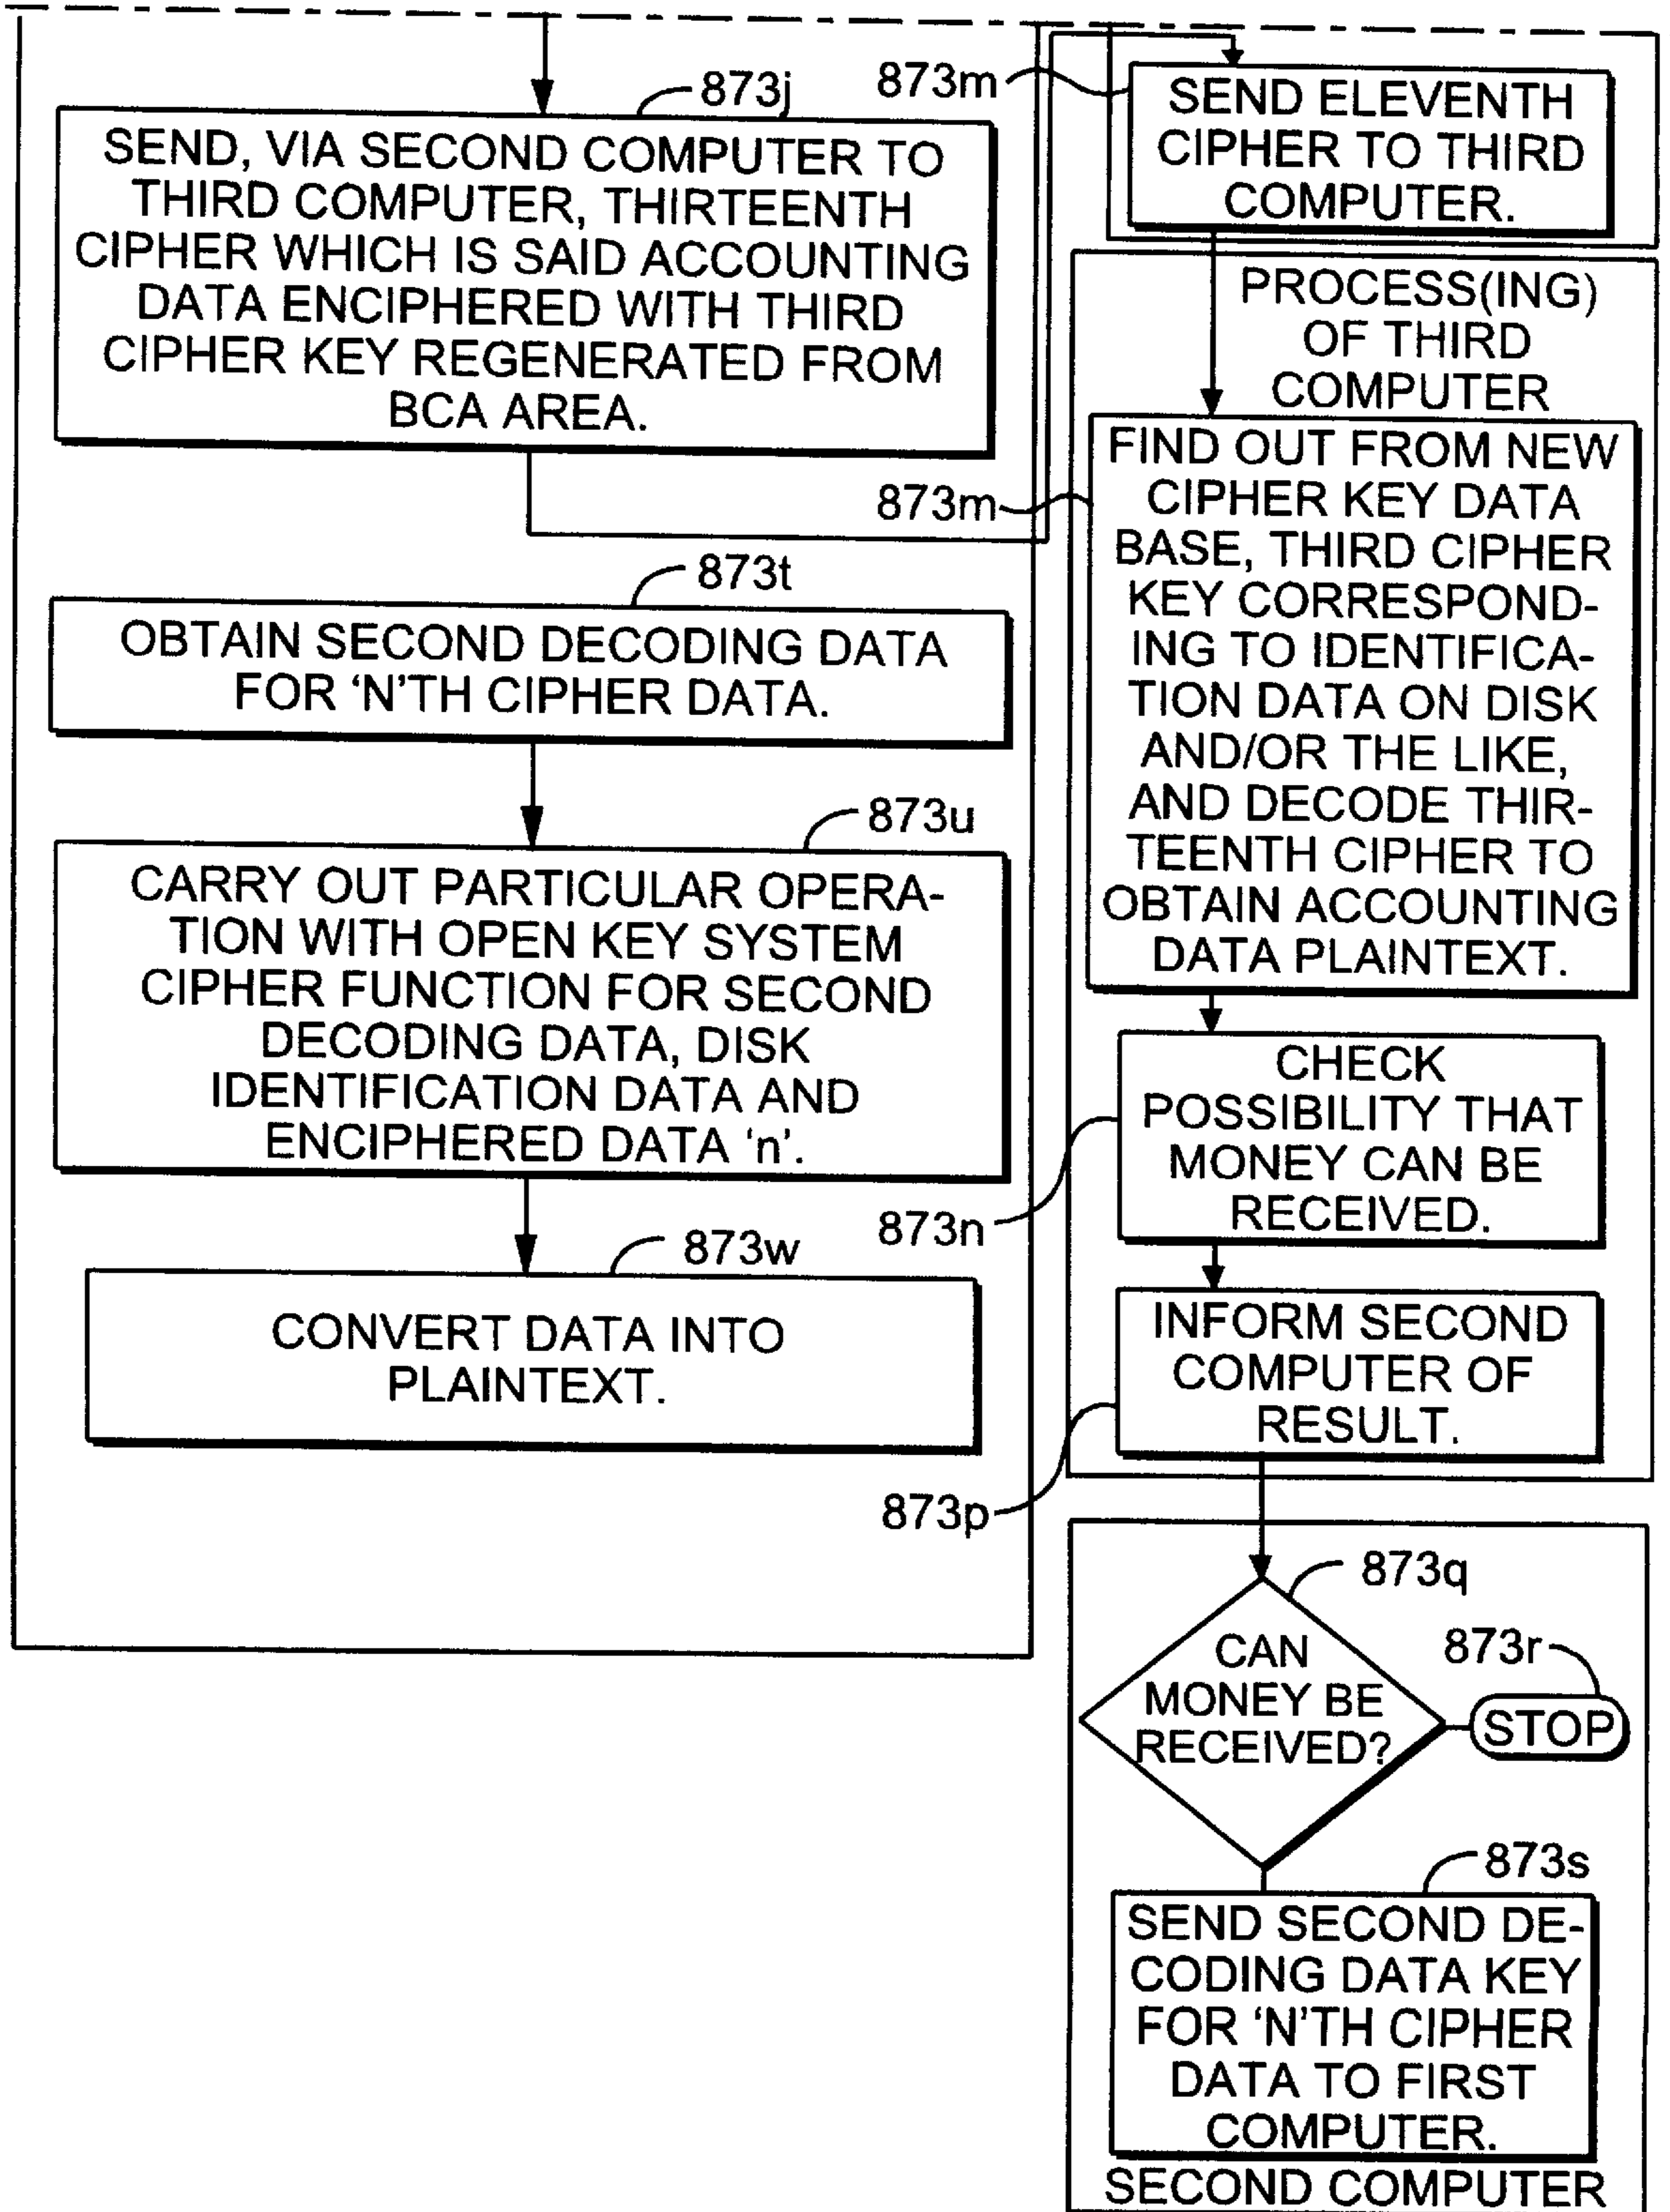 873j
SEND, VIA SECOND COMPUTER TO
THIRD COMPUTER, THIRTEENTH
CIPHER WHICH IS SAID ACCOUNTING
DATA ENCIPHERED WITH THIRD
CIPHER KEY REGENERATED FROM
BCA AREA.
873t
OBTAIN SECOND DECODING DATA
FOR ‘N’TH CIPHER DATA.
873u
CARRY OUT PARTICULAR OPERA-
TION WITH OPEN KEY SYSTEM
CIPHER FUNCTION FOR SECOND
DECODING DATA, DISK
IDENTIFICATION DATA AND
ENCIPHERED DATA ‘n’.
873w
CONVERT DATA INTO
PLAINTEXT.
873m
SEND ELEVENTH
CIPHER TO THIRD
COMPUTER.
PROCESS(ING)
OF THIRD
COMPUTER
873m
FIND OUT FROM NEW
CIPHER KEY DATA
BASE, THIRD CIPHER
KEY CORRESPOND-
ING TO IDENTIFICA-
TION DATA ON DISK
AND/OR THE LIKE,
AND DECODE THIR-
TEENTH CIPHER TO
OBTAIN ACCOUNTING
DATA PLAINTEXT.
873n
CHECK
POSSIBILITY THAT
MONEY CAN BE
RECEIVED.
873p
INFORM SECOND
COMPUTER OF
RESULT.
873q
CAN
MONEY BE
RECEIVED?
873r
STOP
873s
SEND SECOND DE-
CODING DATA KEY
FOR ‘N’TH CIPHER
DATA TO FIRST
COMPUTER.
SECOND COMPUTER